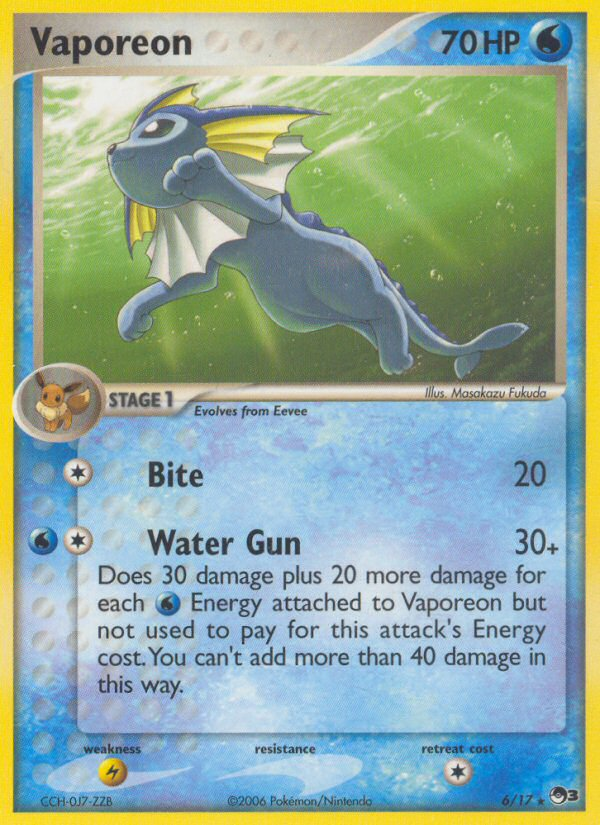 Vaporeon 70 HP
Illus. Masakazu Fukuda
STAGE 1
Evolves from Eevee
Bite 20
Water Gun 30+
Does 30 damage plus 20 more damage for
each Energy attached to Vaporeon but
not used to pay for this attack's Energy
cost. You can't add more than 40 damage in
this way.
weakness resistance retreat cost
CCH-0J7-ZZB ©2006 Pokémon/Nintendo 6/17 ★ 3